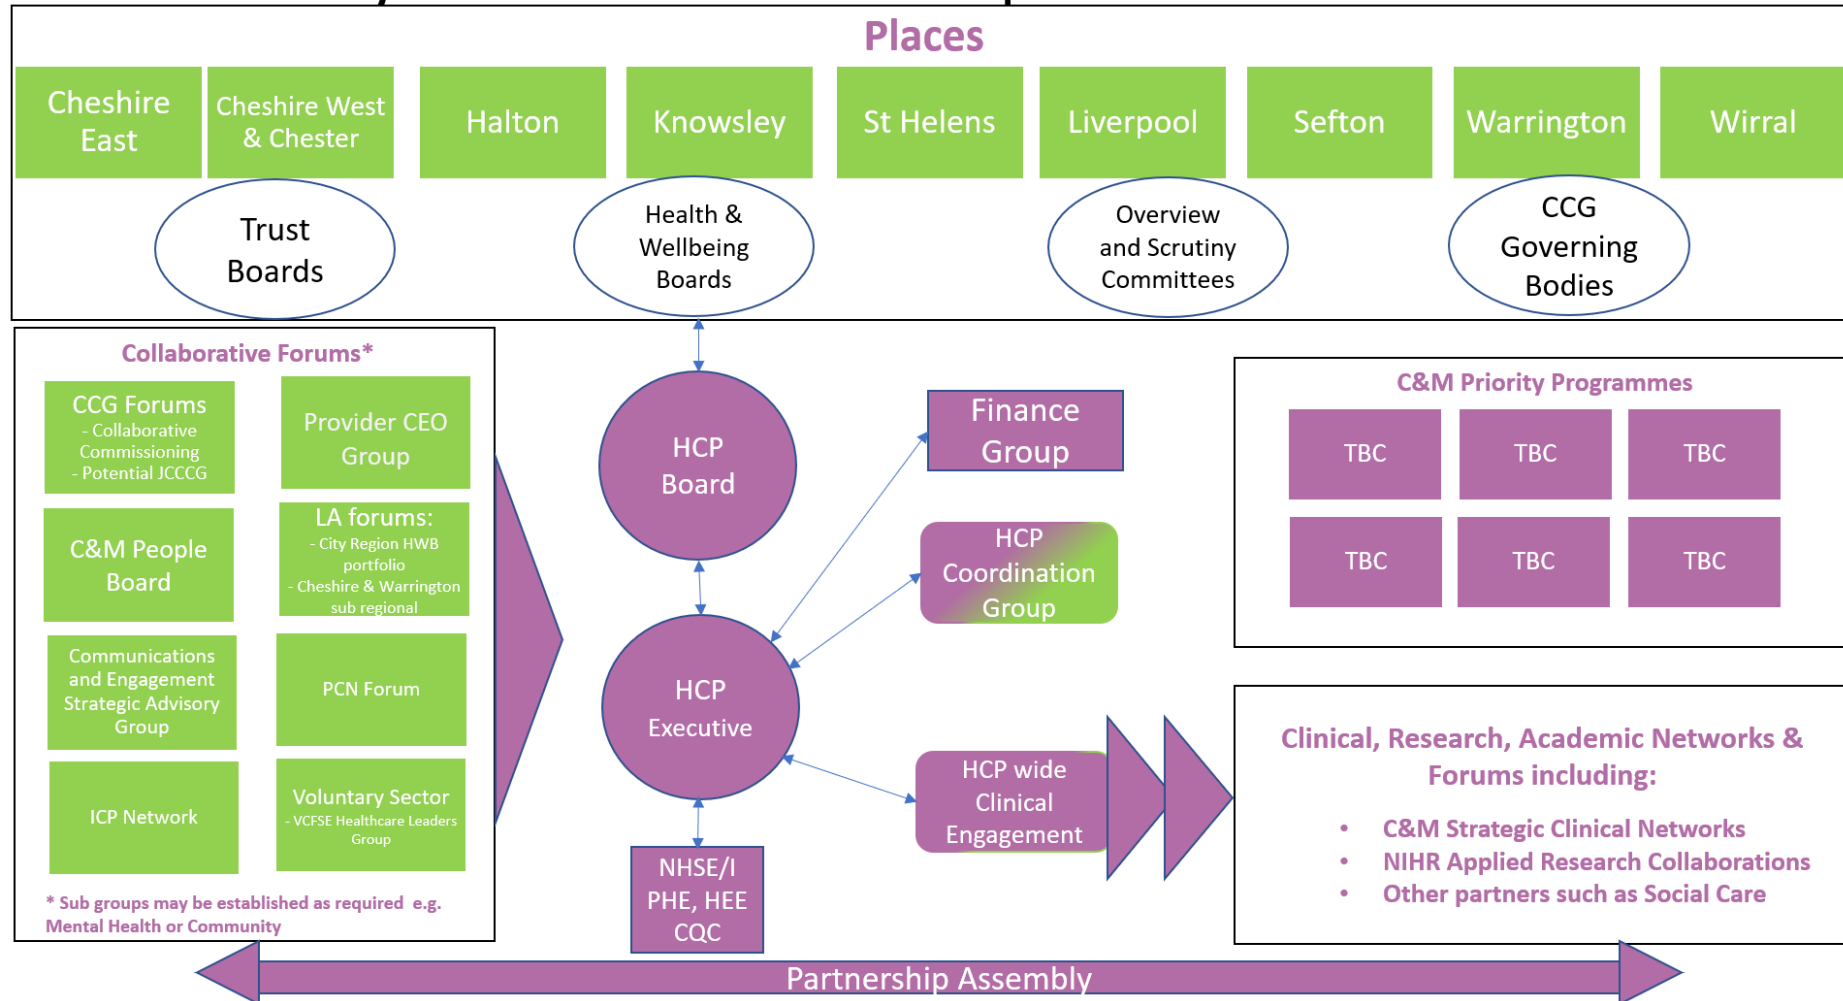 Places
Cheshire
East
Cheshire West
& Chester
Halton
Knowsley
St Helens
Liverpool
Sefton
Warrington
Wirral
Trust
Boards
Health &
Wellbeing
Boards
Overview
and Scrutiny
Committees
CCG
Governing
Bodies
Collaborative Forums*
CCG Forums
- Collaborative
Commissioning
- Potential JCCCG
Provider CEO
Group
C&M People
Board
LA forums:
- City Region HWB
portfolio
- Cheshire & Warrington
sub regional
Communications
and Engagement
Strategic Advisory
Group
PCN Forum
ICP Network
Voluntary Sector
- VCFSE Healthcare Leaders
Group
* Sub groups may be established as required e.g.
Mental Health or Community
HCP
Board
HCP
Executive
NHSE/I
PHE, HEE
CQC
Finance
Group
HCP
Coordination
Group
HCP wide
Clinical
Engagement
C&M Priority Programmes
TBC
TBC
TBC
TBC
TBC
TBC
Clinical, Research, Academic Networks &
Forums including:
• C&M Strategic Clinical Networks
• NIHR Applied Research Collaborations
• Other partners such as Social Care
Partnership Assembly